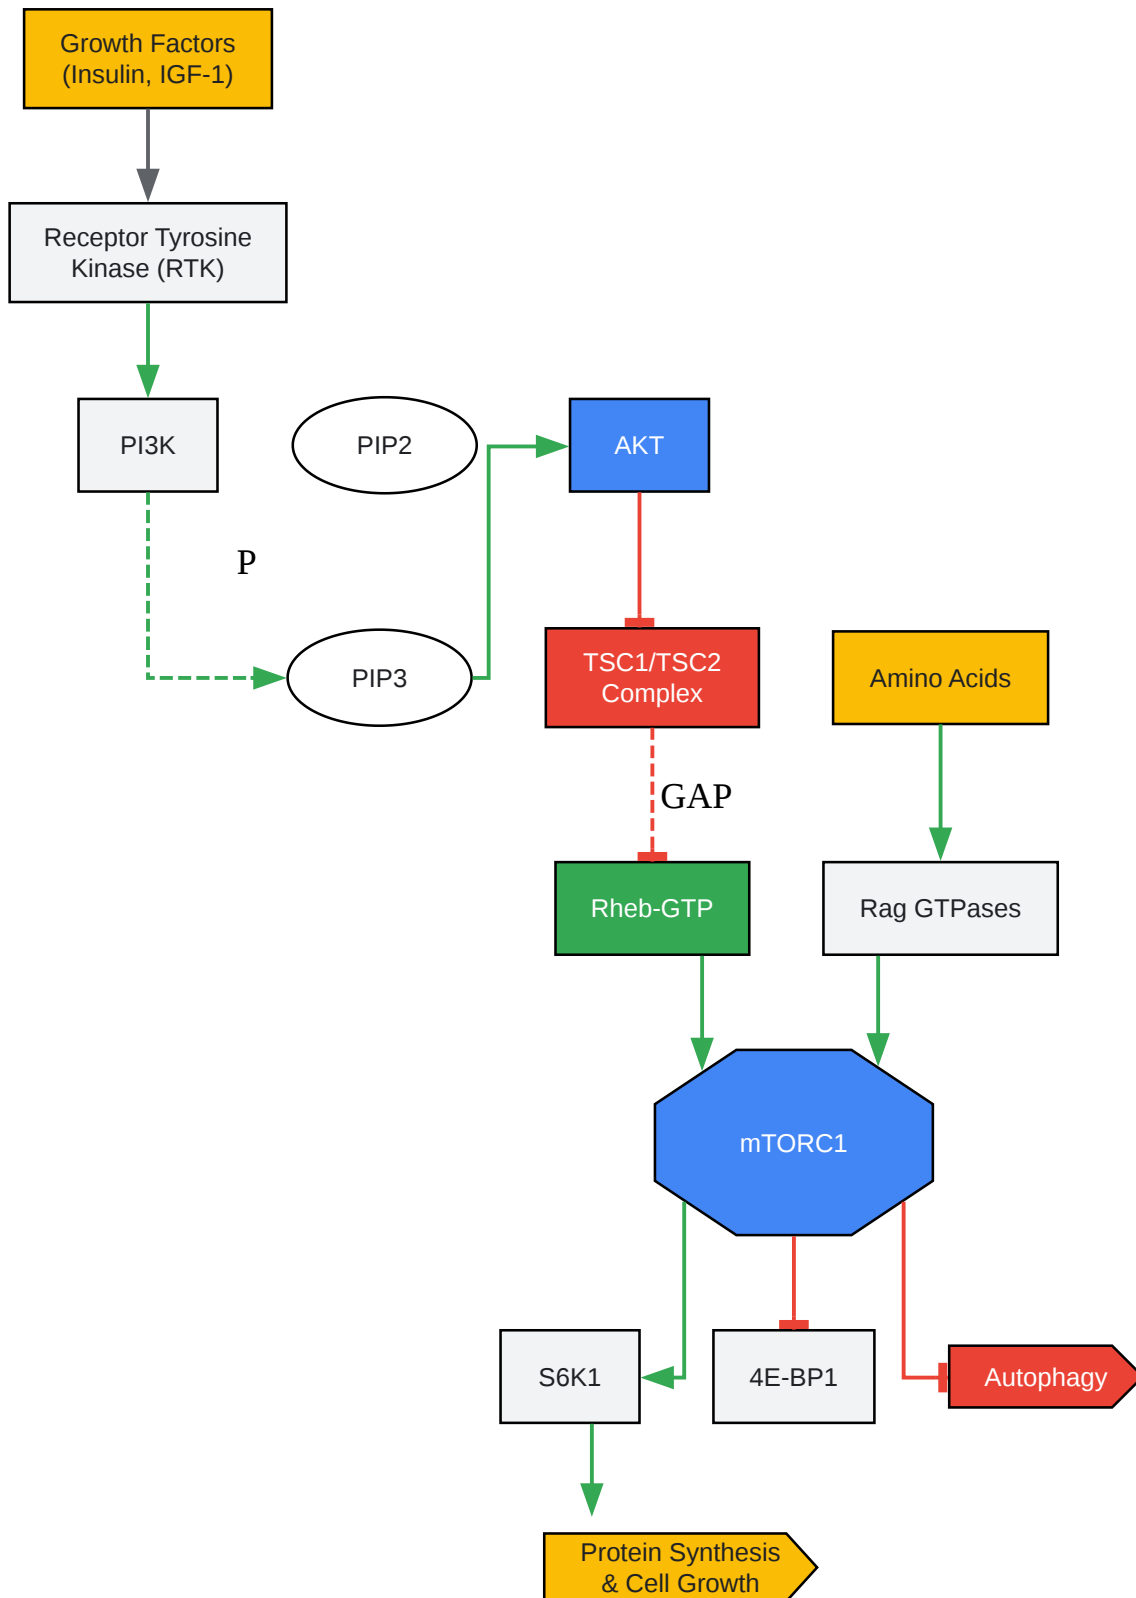 Growth Factors
(Insulin, IGF-1)
Receptor Tyrosine
Kinase (RTK)
PI3K
PIP2
AKT
P
PIP3
TSC1/TSC2
Complex
Amino Acids
GAP
Rheb-GTP
Rag GTPases
mTORC1
S6K1
4E-BP1
Autophagy
Protein Synthesis
& Cell Growth